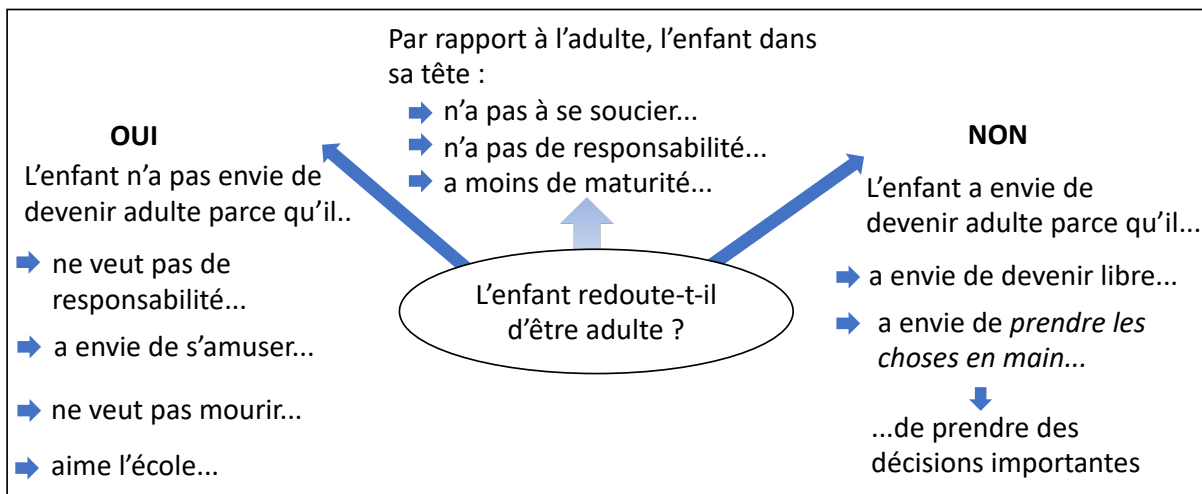 Par rapport à l'adulte, l'enfant dans
sa tête :
n'a pas à se soucier...
n'a pas de responsabilité...
a moins de maturité...
OUI
L'enfant n'a pas envie de
devenir adulte parce qu'il..
ne veut pas de
responsabilité...
a envie de s'amuser...
ne veut pas mourir...
aime l'école...
L'enfant redoute-t-il
d'être adulte ?
NON
L'enfant a envie de
devenir adulte parce qu'il...
a envie de devenir libre...
a envie de prendre les
choses en main...
...de prendre des
décisions importantes